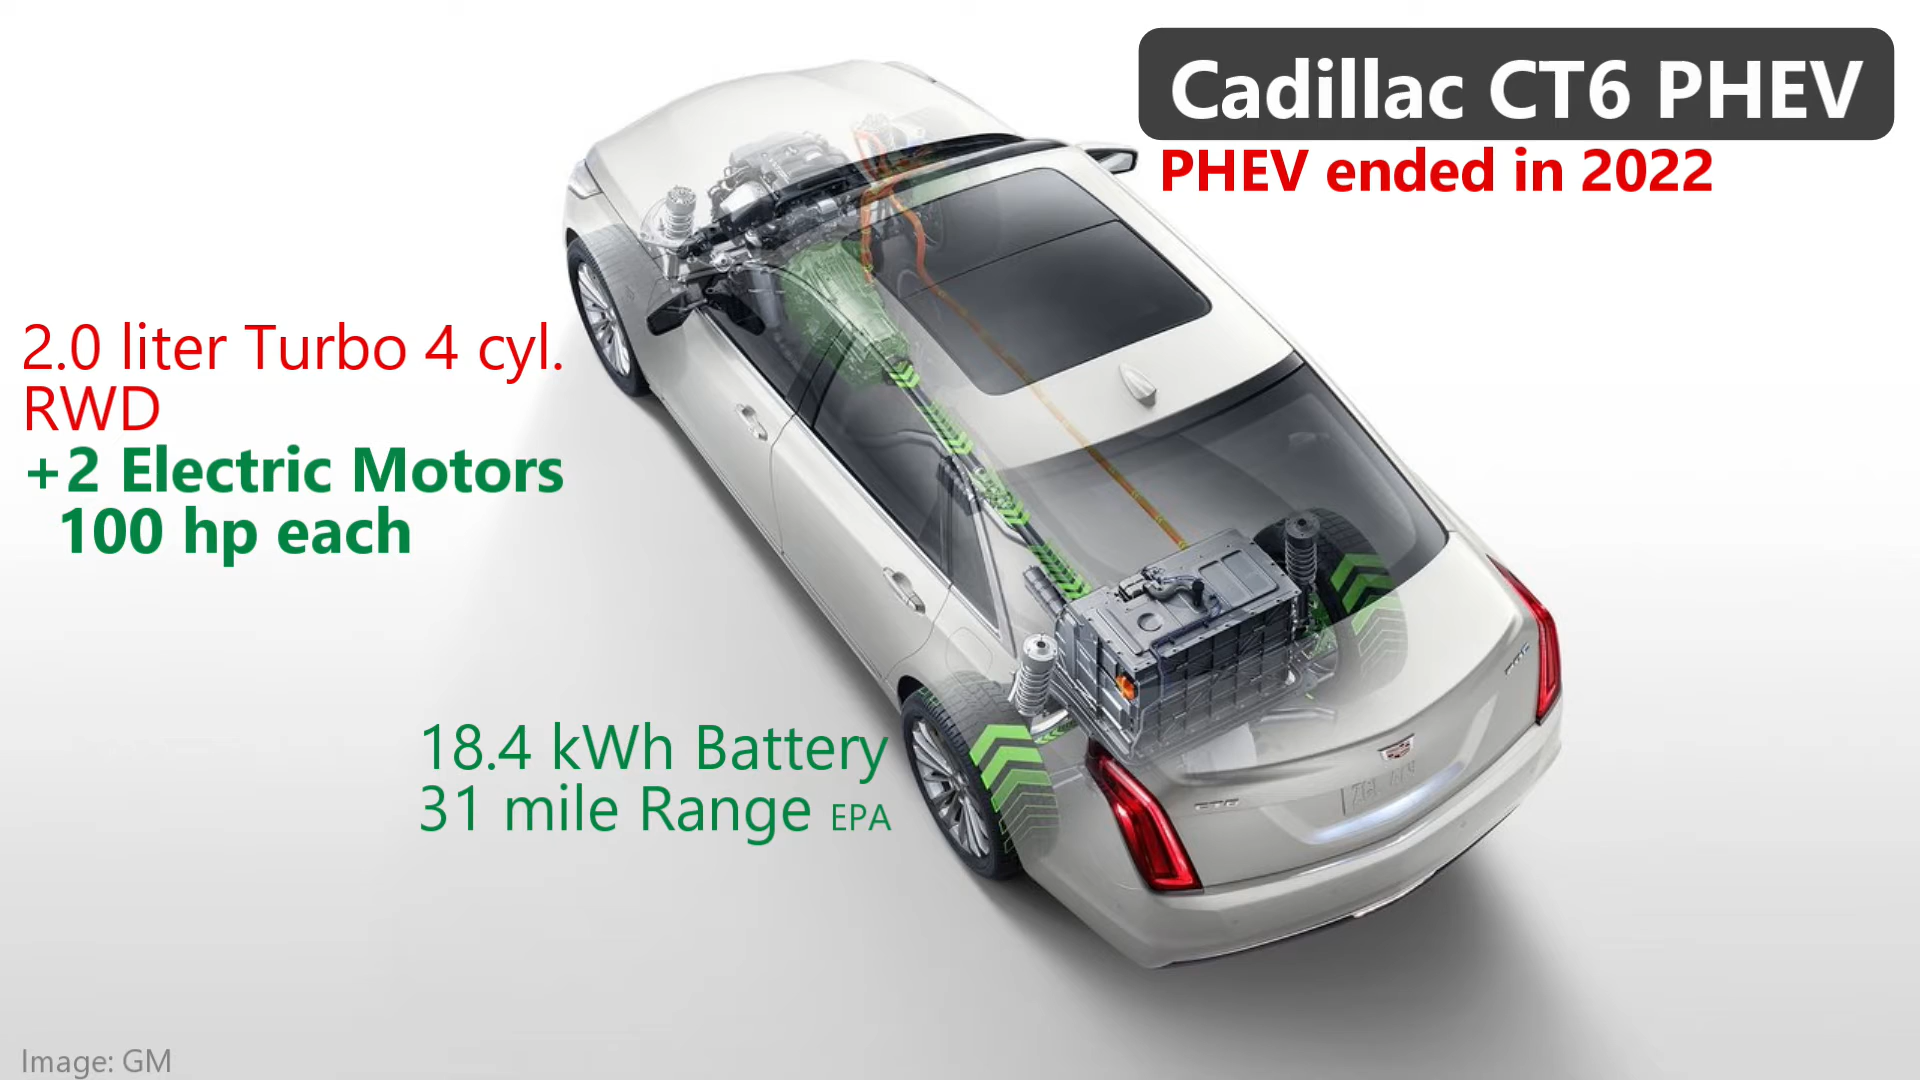 Cadillac CT6 PHEV
PHEV ended in 2022
2.0 liter Turbo 4 cyl.
RWD
+2 Electric Motors
100 hp each
18.4 kWh Battery
31 mile Range EPA
CT6
Image: GM